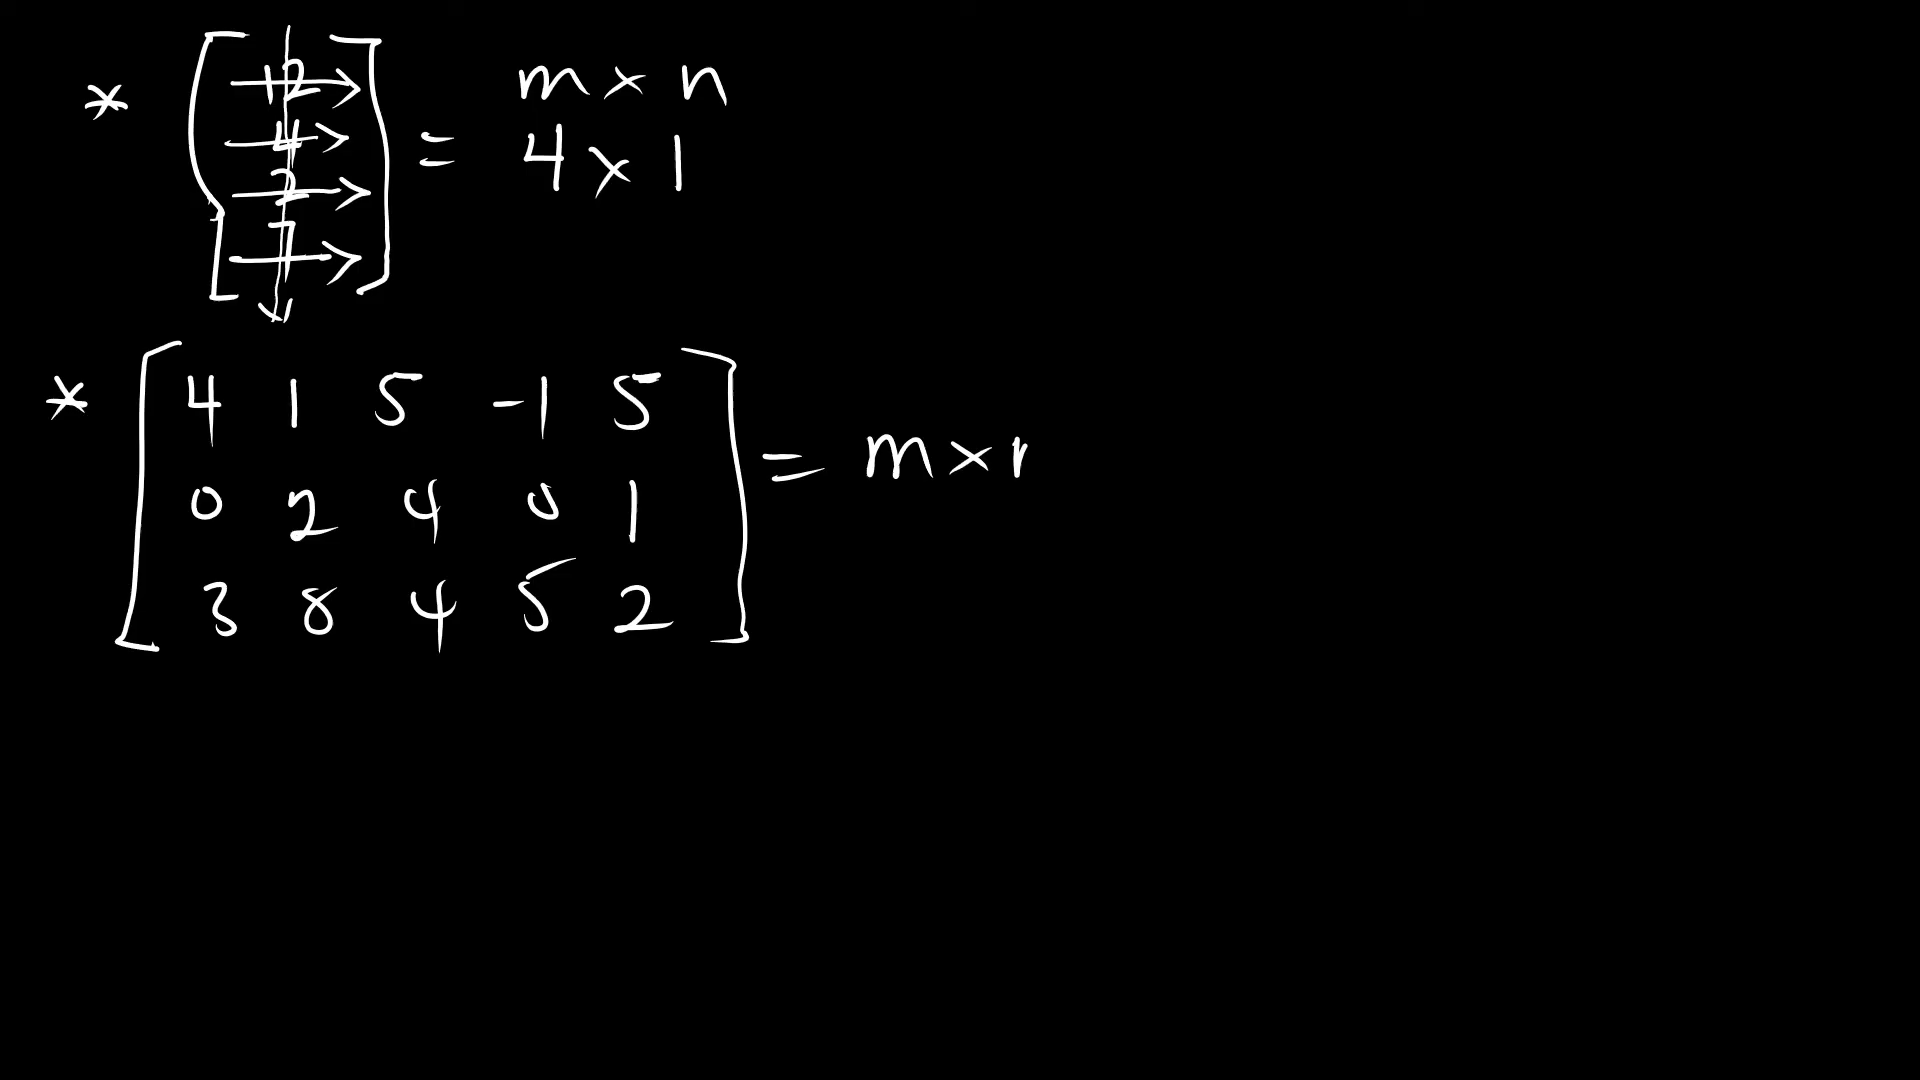 * [ 12 ] = m × n
4 4 × 1
2
7
* [ 4 1 5 -1 5 ] = m ×
0 2 4 0 1
3 8 4 5 2